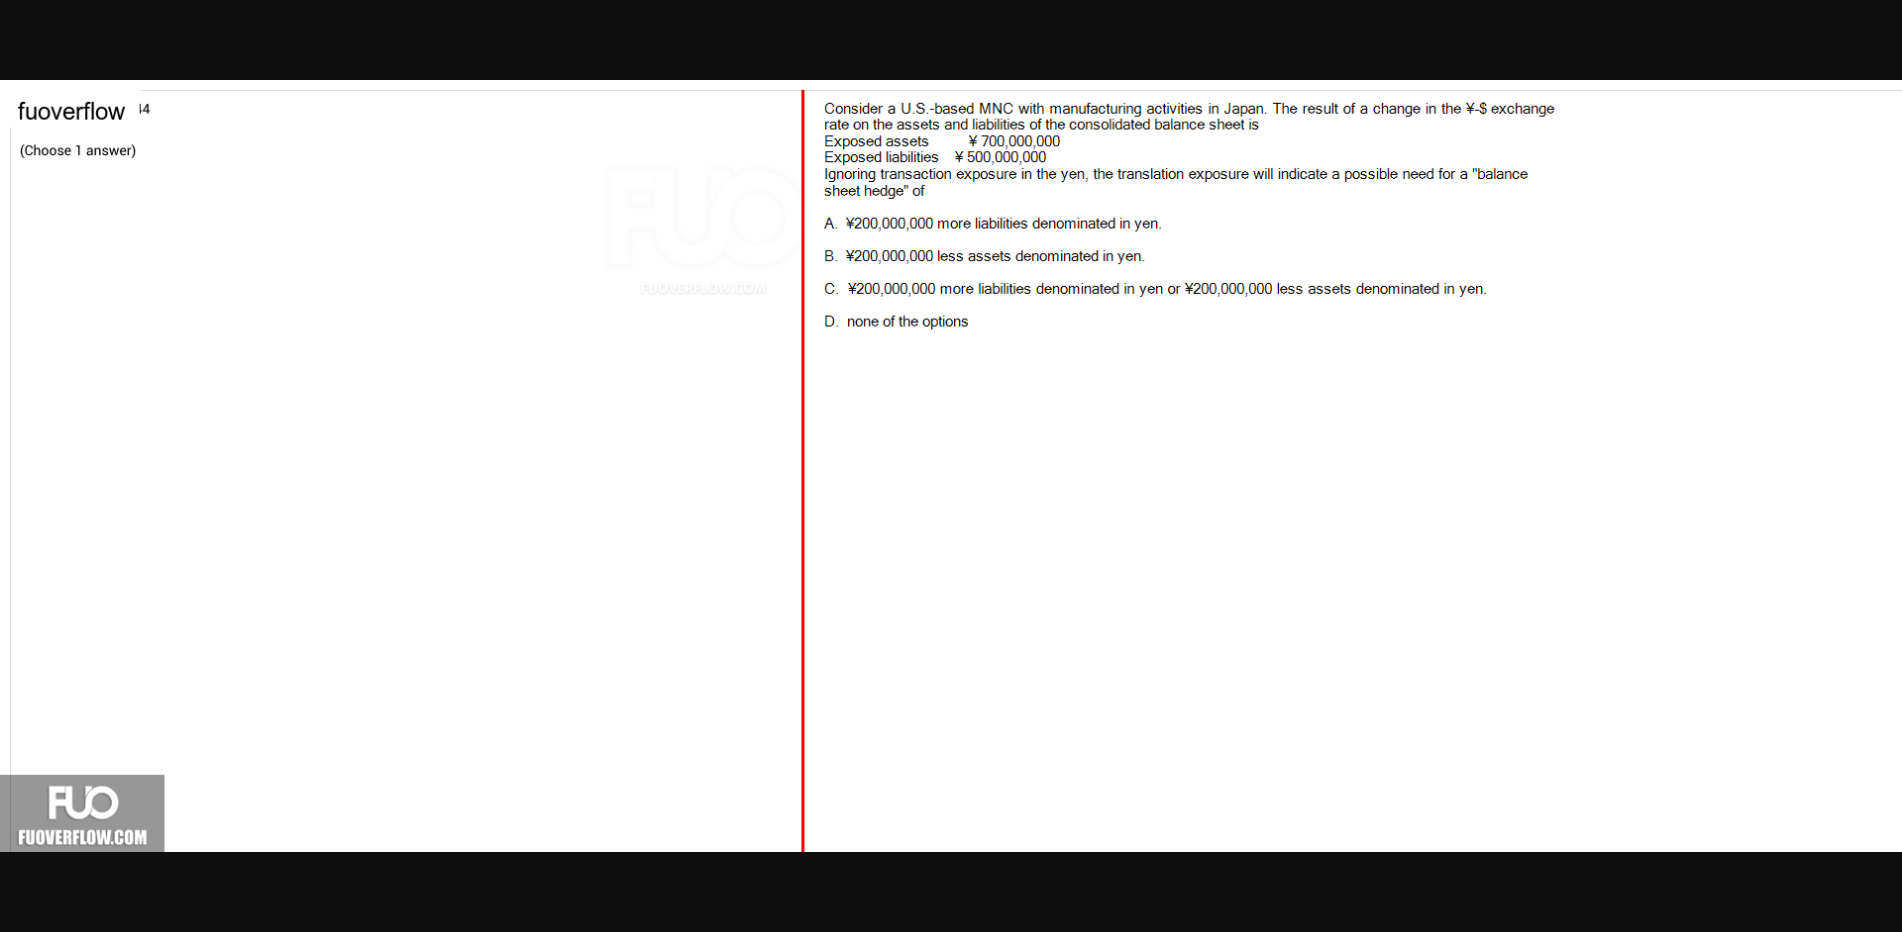 fuoverflow 14
(Choose 1 answer)
FUO
FUOVERFLOW.COM
Consider a U.S.-based MNC with manufacturing activities in Japan. The result of a change in the ¥-$ exchange
rate on the assets and liabilities of the consolidated balance sheet is
Exposed assets ¥ 700,000,000
Exposed liabilities ¥ 500,000,000
Ignoring transaction exposure in the yen, the translation exposure will indicate a possible need for a "balance
sheet hedge" of
A. ¥200,000,000 more liabilities denominated in yen.
B. ¥200,000,000 less assets denominated in yen.
C. ¥200,000,000 more liabilities denominated in yen or ¥200,000,000 less assets denominated in yen.
D. none of the options
FUO
FUOVERFLOW.COM